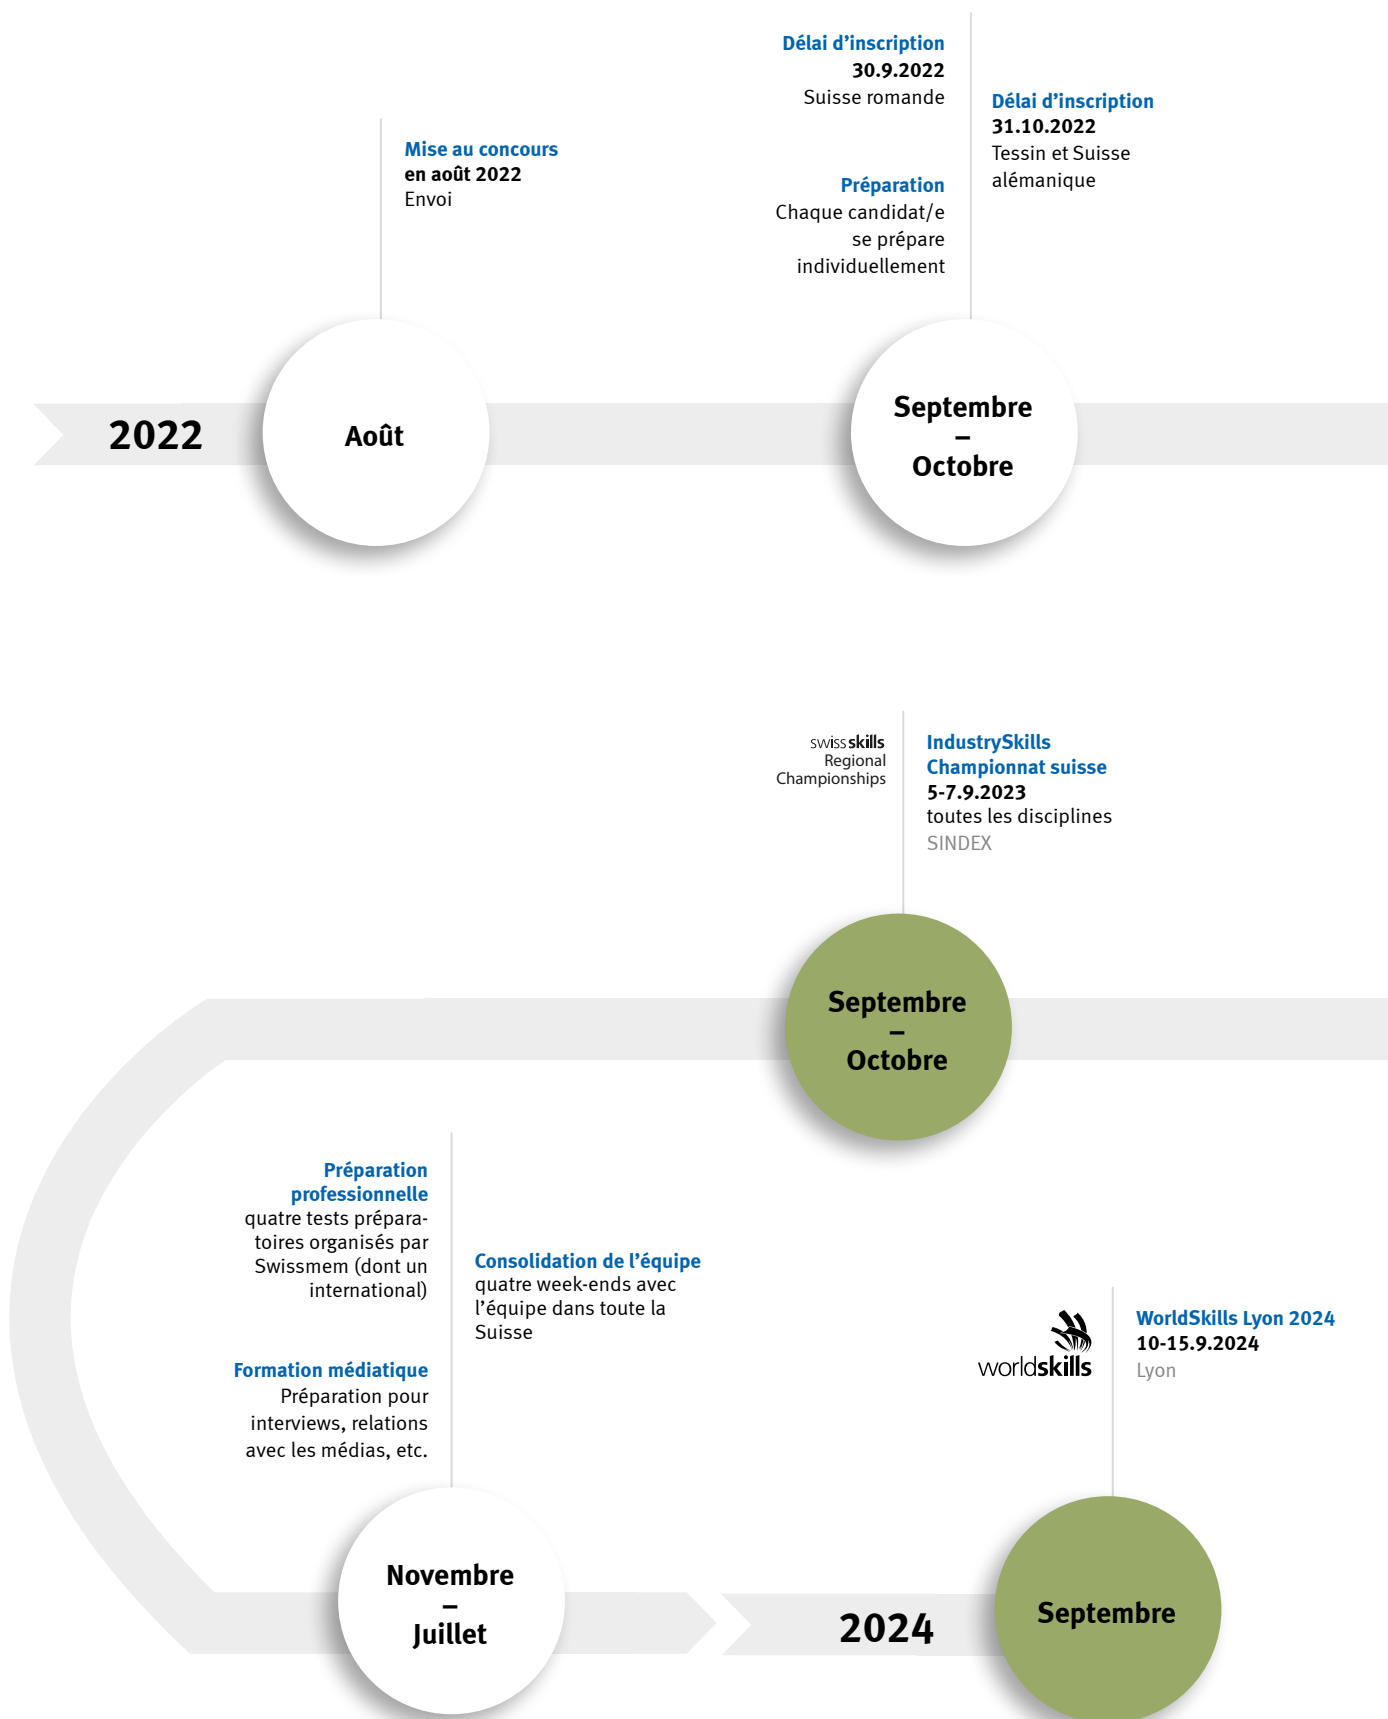 Mise au concours
en août 2022
Envoi
Délai d’inscription
30.9.2022
Suisse romande
Préparation
Chaque candidat/e
se prépare
individuellement
Délai d’inscription
31.10.2022
Tessin et Suisse
alémanique
2022
Août
Septembre
–
Octobre
swissskills
Regional
Championships
IndustrySkills
Championnat suisse
5-7.9.2023
toutes les disciplines
SINDEX
Septembre
–
Octobre
Préparation
professionnelle
quatre tests prépara-
toires organisés par
Swissmem (dont un
international)
Formation médiatique
Préparation pour
interviews, relations
avec les médias, etc.
Consolidation de l’équipe
quatre week-ends avec
l’équipe dans toute la
Suisse
Novembre
–
Juillet
worldskills
WorldSkills Lyon 2024
10-15.9.2024
Lyon
2024
Septembre